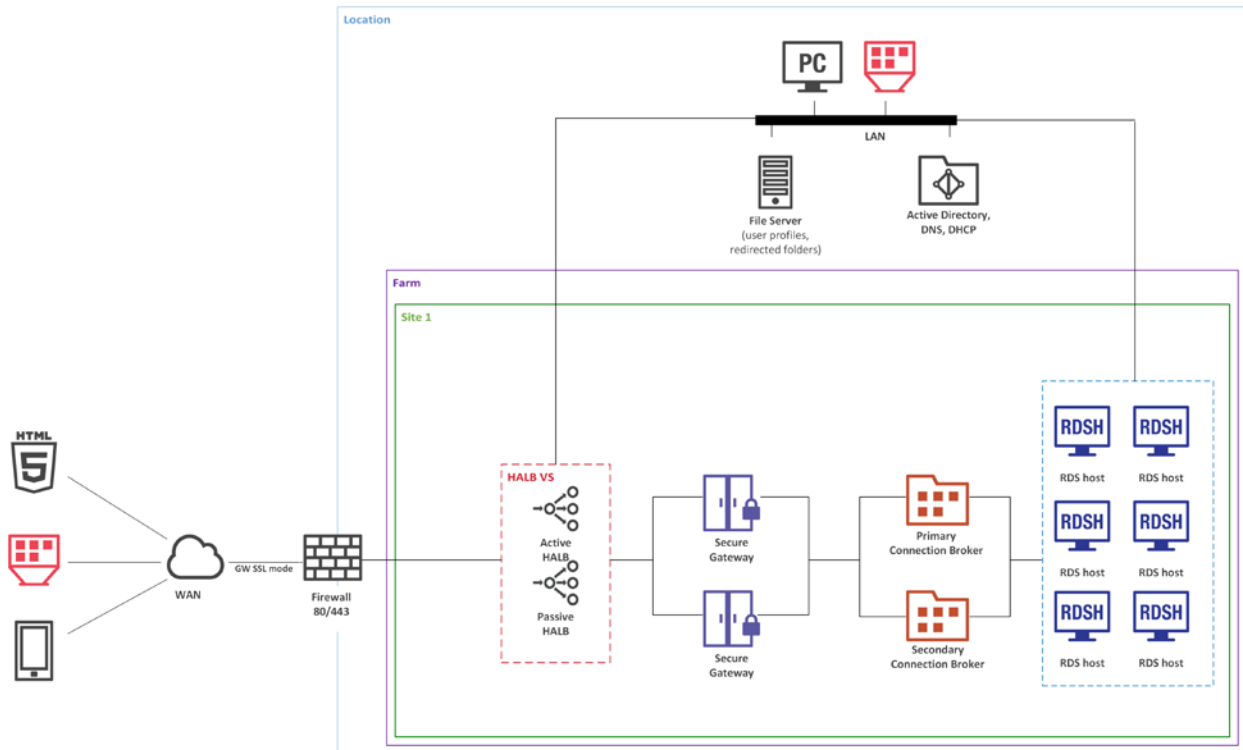 Location
PC
LAN
File Server
(user profiles,
redirected folders)
Active Directory,
DNS, DHCP
Farm
Site 1
HTML
5
WAN
GW SSL mode
Firewall
80/443
HALB VS
Active
HALB
Passive
HALB
Secure
Gateway
Secure
Gateway
Primary
Connection Broker
Secondary
Connection Broker
RDSH
RDSH
RDS host
RDS host
RDSH
RDSH
RDS host
RDS host
RDSH
RDSH
RDS host
RDS host